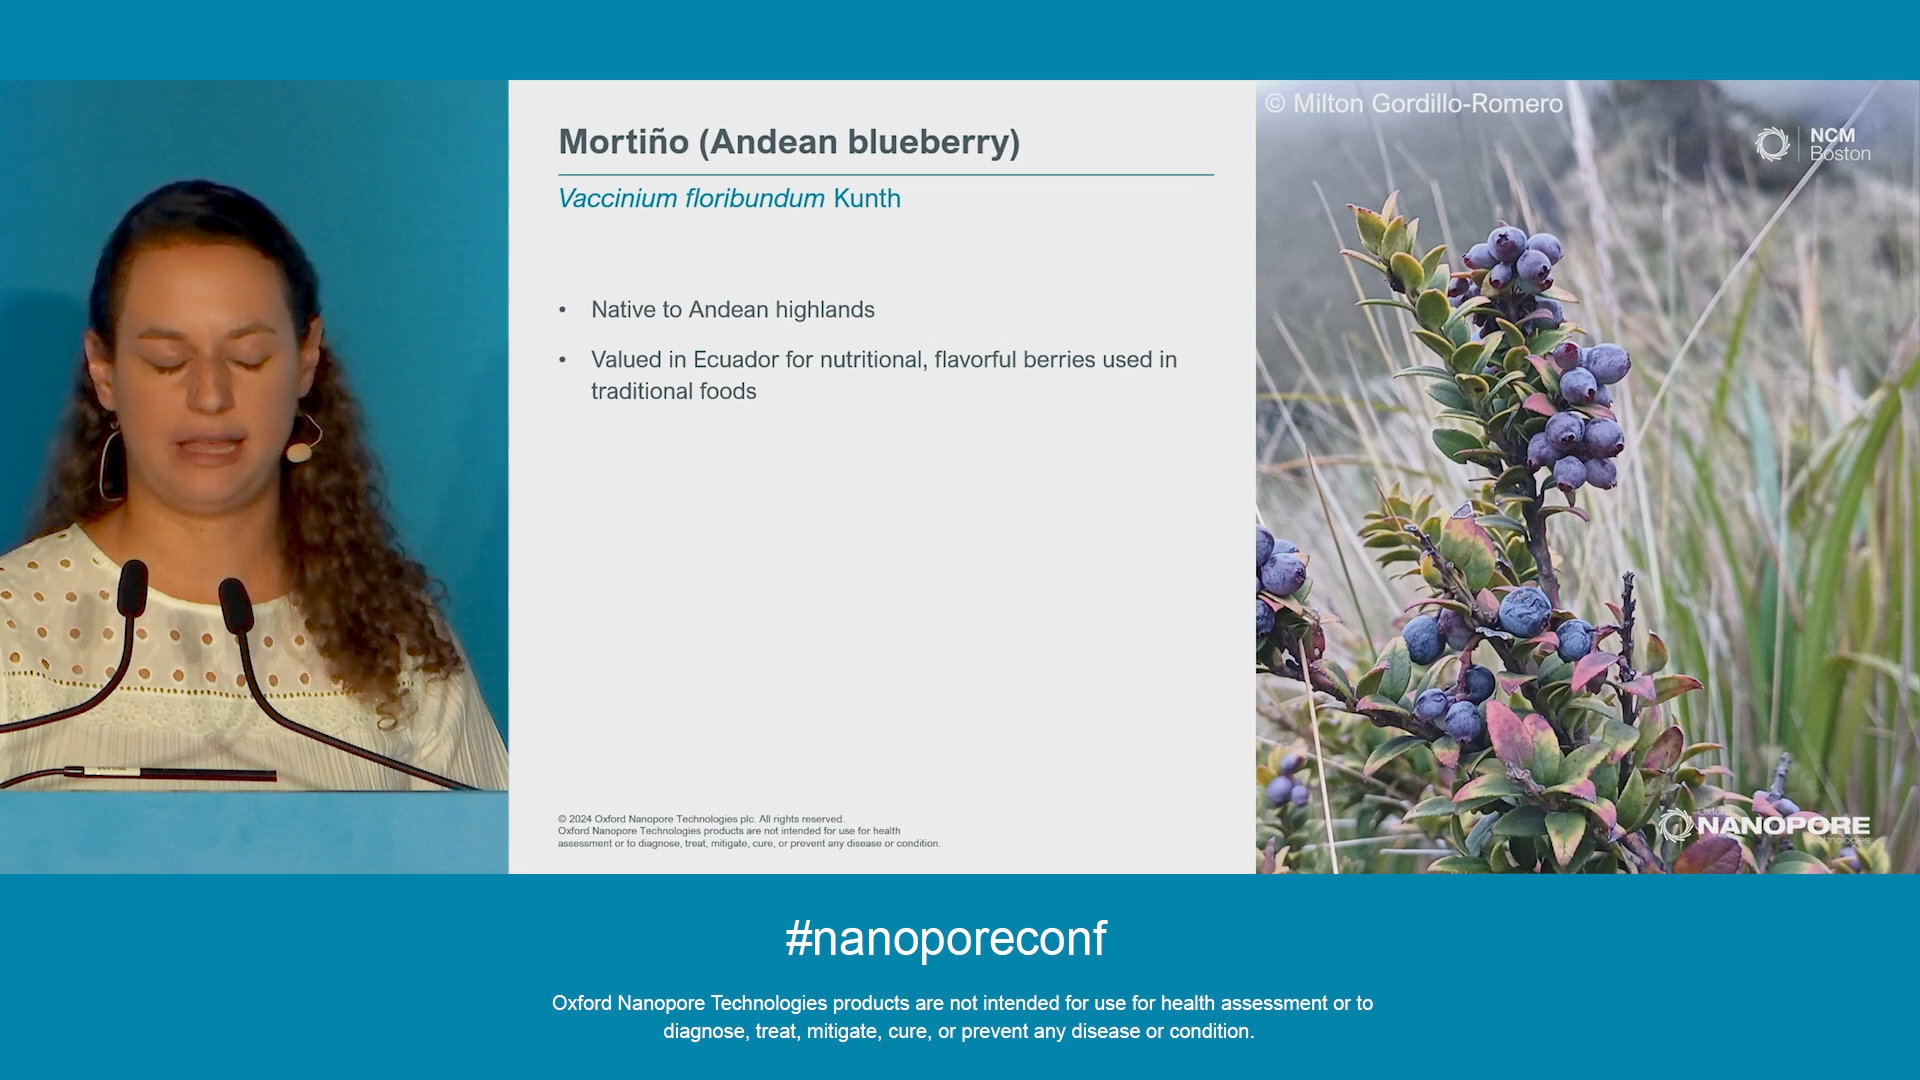 © Milton Gordillo-Romero
NCM
Boston
Mortiño (Andean blueberry)
Vaccinium floribundum Kunth
• Native to Andean highlands
• Valued in Ecuador for nutritional, flavorful berries used in
traditional foods
© 2024 Oxford Nanopore Technologies plc. All rights reserved.
Oxford Nanopore Technologies products are not intended for use for health
assessment or to diagnose, treat, mitigate, cure, or prevent any disease or condition.
Oxford
NANOPORE
Technologies
#nanoporeconf
Oxford Nanopore Technologies products are not intended for use for health assessment or to
diagnose, treat, mitigate, cure, or prevent any disease or condition.